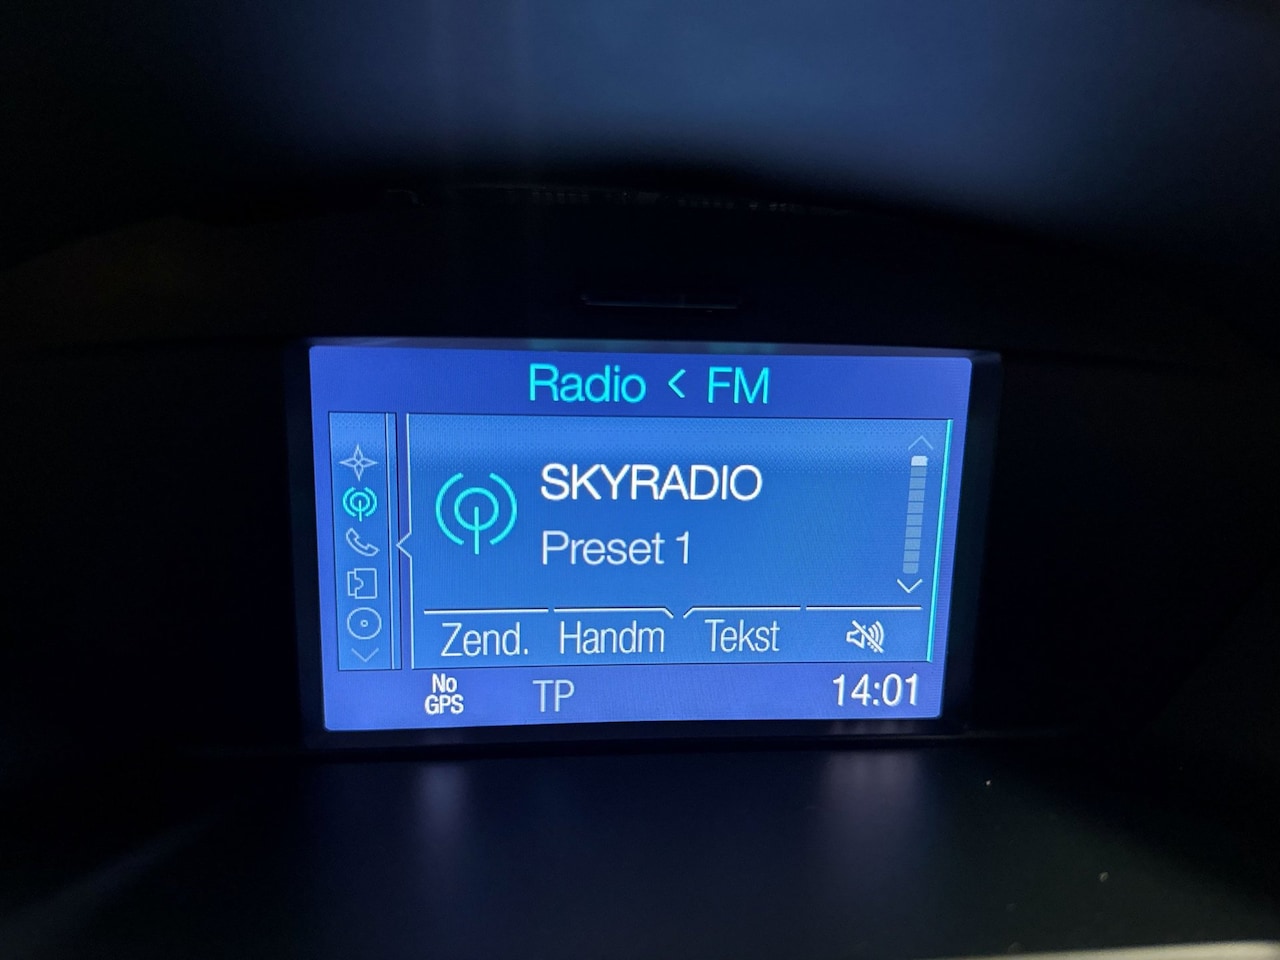 Radio < FM
SKYRADIO
Preset 1
Zend. Handm Tekst
No
GPS
TP
14:01